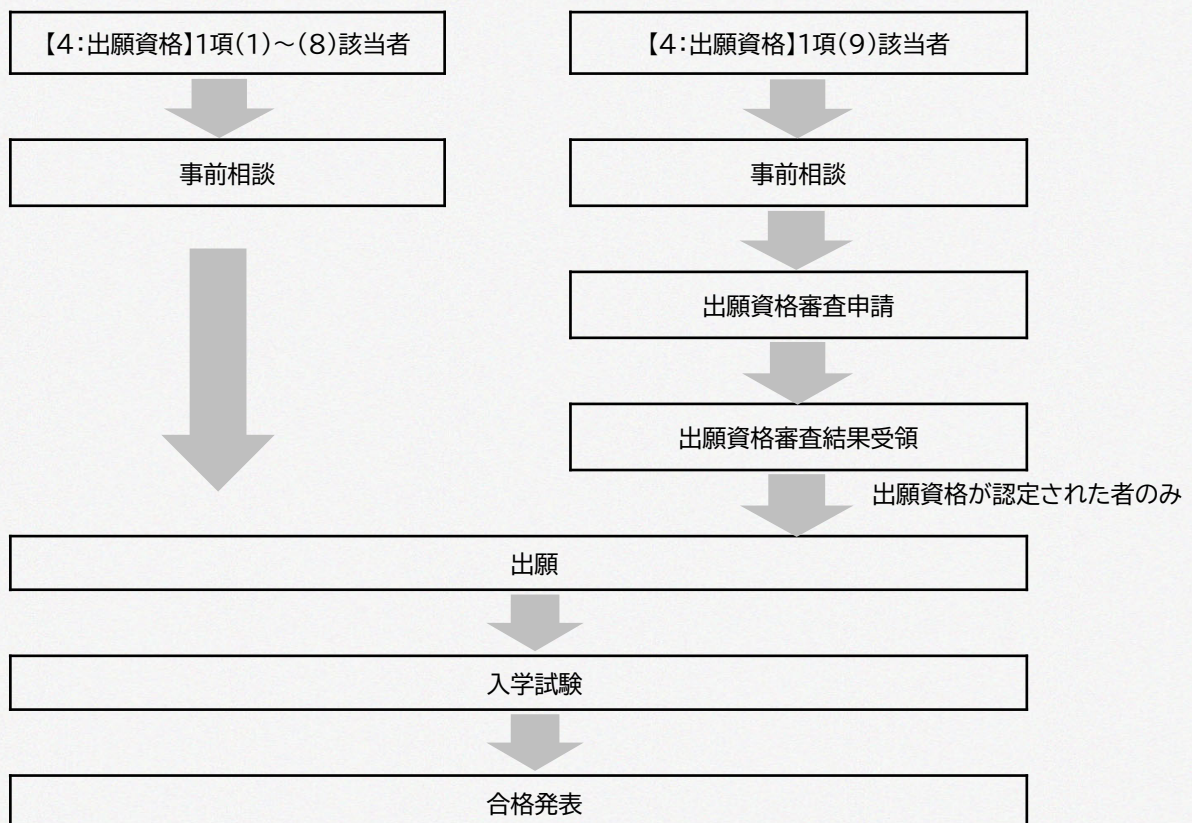 【4:出願資格】1項(1)～(8)該当者
【4:出願資格】1項(9)該当者
事前相談
事前相談
出願資格審査申請
出願資格審査結果受領
出願資格が認定された者のみ
出願
入学試験
合格発表